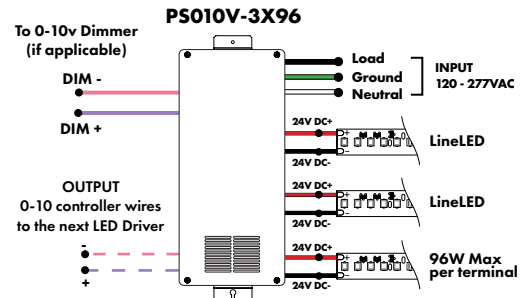 PS010V-3X96
To 0-10v Dimmer
(if applicable)
DIM -
DIM +
OUTPUT
0-10 controller wires
to the next LED Driver
-
+
Load
Ground
Neutral
INPUT
120 - 277VAC
24V DC+
+
-
24V DC-
LineLED
24V DC+
+
-
24V DC-
LineLED
24V DC+
+
-
24V DC-
96W Max
per terminal